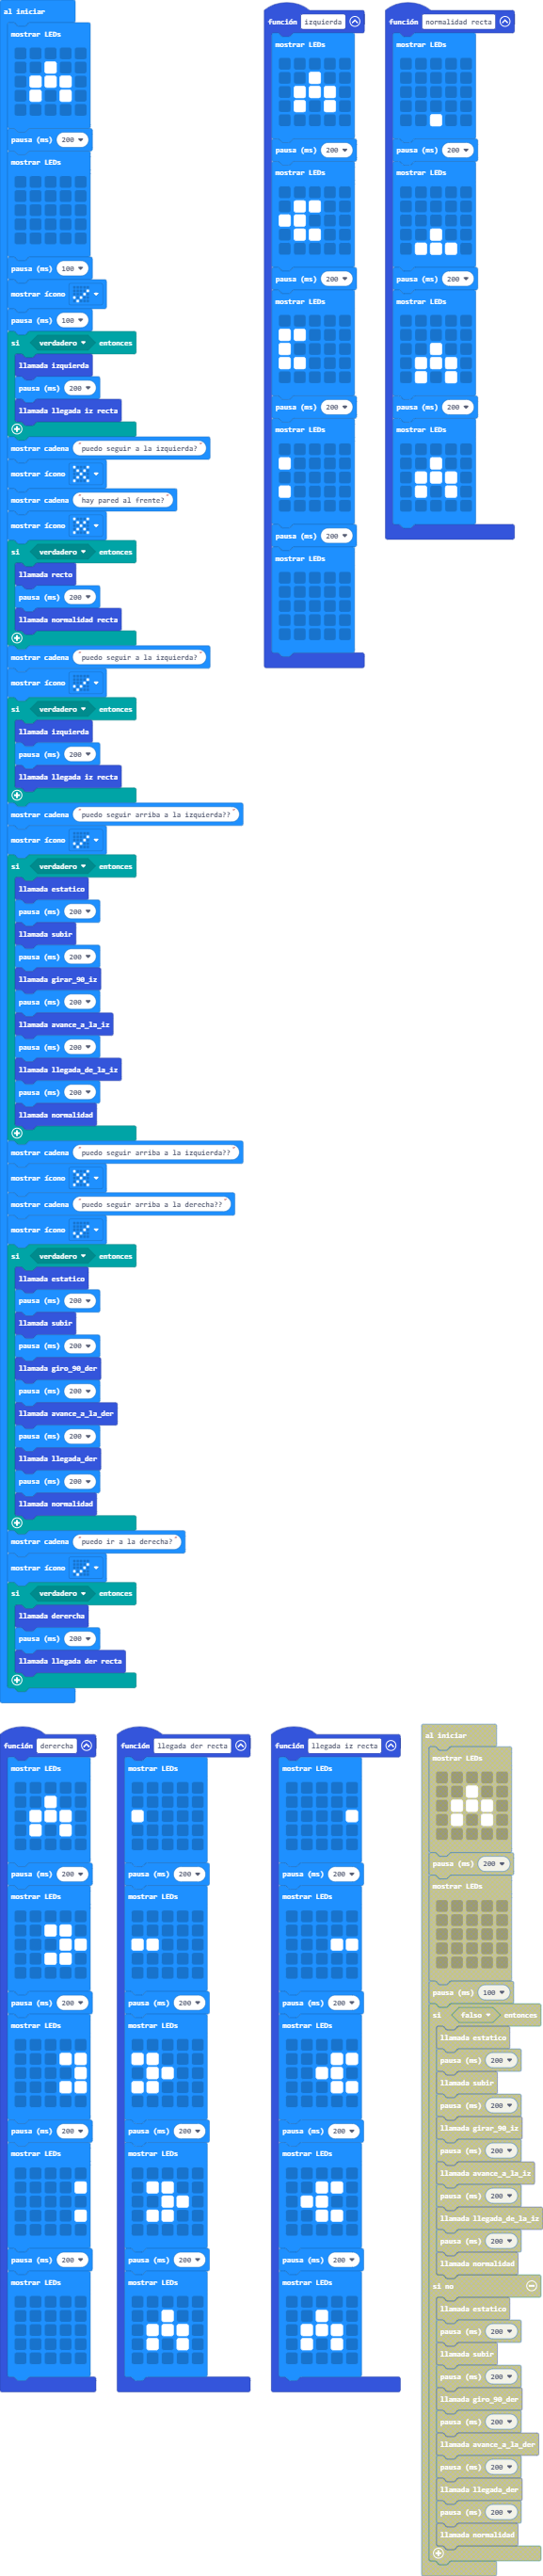 al iniciar
mostrar LEDs
pausa (ms) 200
mostrar LEDs
pausa (ms) 100
mostrar ícono
pausa (ms) 100
si verdadero entonces
llamada izquierda
pausa (ms) 200
llamada llegada iz recta
mostrar cadena "puedo seguir a la izquierda?"
mostrar ícono
mostrar cadena "hay pared al frente?"
mostrar ícono
si verdadero entonces
llamada recto
pausa (ms) 200
llamada normalidad recta
mostrar cadena "puedo seguir a la izquierda?"
mostrar ícono
si verdadero entonces
llamada izquierda
pausa (ms) 200
llamada llegada iz recta
mostrar cadena "puedo seguir arriba a la izquierda??"
mostrar ícono
si verdadero entonces
llamada estatico
pausa (ms) 200
llamada subir
pausa (ms) 200
llamada girar_90_iz
pausa (ms) 200
llamada avance_a_la_iz
pausa (ms) 200
llamada llegada_de_la_iz
pausa (ms) 200
llamada normalidad
mostrar cadena "puedo seguir arriba a la izquierda??"
mostrar ícono
mostrar cadena "puedo seguir arriba a la derecha??"
mostrar ícono
si verdadero entonces
llamada estatico
pausa (ms) 200
llamada subir
pausa (ms) 200
llamada giro_90_der
pausa (ms) 200
llamada avance_a_la_der
pausa (ms) 200
llamada llegada_der
pausa (ms) 200
llamada normalidad
mostrar cadena "puedo ir a la derecha?"
mostrar ícono
si verdadero entonces
llamada derercha
pausa (ms) 200
llamada llegada der recta
función izquierda
mostrar LEDs
pausa (ms) 200
mostrar LEDs
pausa (ms) 200
mostrar LEDs
pausa (ms) 200
mostrar LEDs
pausa (ms) 200
mostrar LEDs
función normalidad recta
mostrar LEDs
pausa (ms) 200
mostrar LEDs
pausa (ms) 200
mostrar LEDs
pausa (ms) 200
mostrar LEDs
función derercha
mostrar LEDs
pausa (ms) 200
mostrar LEDs
pausa (ms) 200
mostrar LEDs
pausa (ms) 200
mostrar LEDs
pausa (ms) 200
mostrar LEDs
función llegada der recta
mostrar LEDs
pausa (ms) 200
mostrar LEDs
pausa (ms) 200
mostrar LEDs
pausa (ms) 200
mostrar LEDs
pausa (ms) 200
mostrar LEDs
función llegada iz recta
mostrar LEDs
pausa (ms) 200
mostrar LEDs
pausa (ms) 200
mostrar LEDs
pausa (ms) 200
mostrar LEDs
pausa (ms) 200
mostrar LEDs
al iniciar
mostrar LEDs
pausa (ms) 200
mostrar LEDs
pausa (ms) 100
si falso entonces
llamada estatico
pausa (ms) 200
llamada subir
pausa (ms) 200
llamada girar_90_iz
pausa (ms) 200
llamada avance_a_la_iz
pausa (ms) 200
llamada llegada_de_la_iz
pausa (ms) 200
llamada normalidad
si no
llamada estatico
pausa (ms) 200
llamada subir
pausa (ms) 200
llamada giro_90_der
pausa (ms) 200
llamada avance_a_la_der
pausa (ms) 200
llamada llegada_der
pausa (ms) 200
llamada normalidad